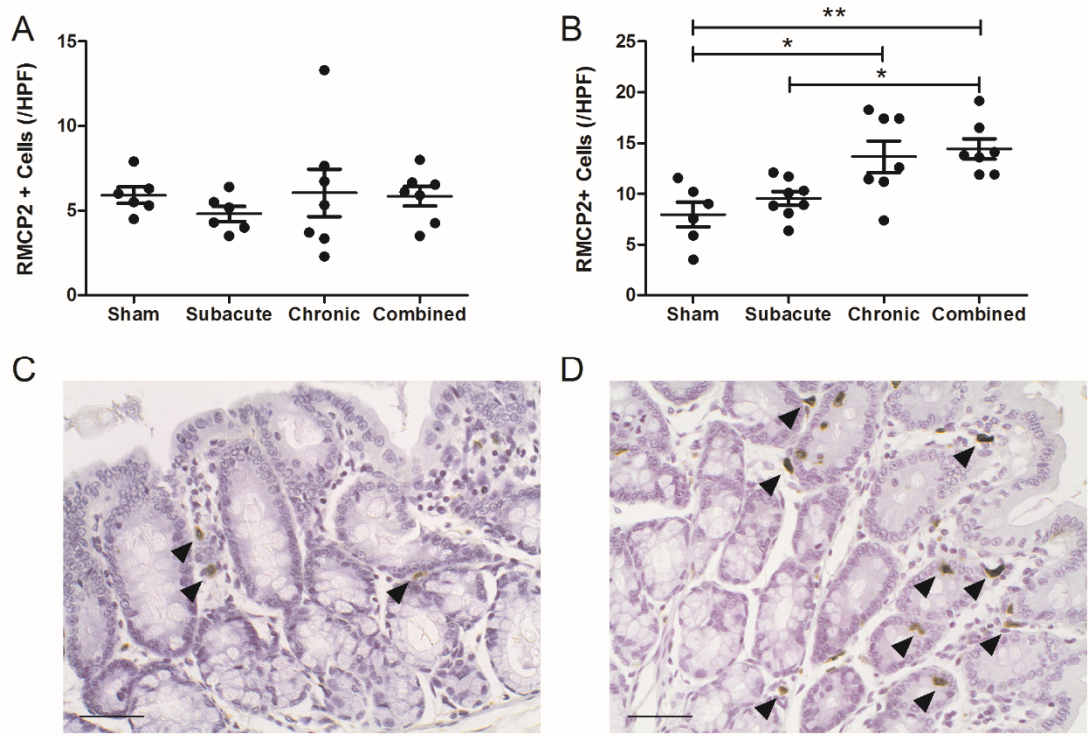 A
B
**
*
*
RMCP2 + Cells (/HPF)
15
10
5
0
Sham Subacute Chronic Combined
RMCP2+ Cells (/HPF)
25
20
15
10
5
0
Sham Subacute Chronic Combined
C
D